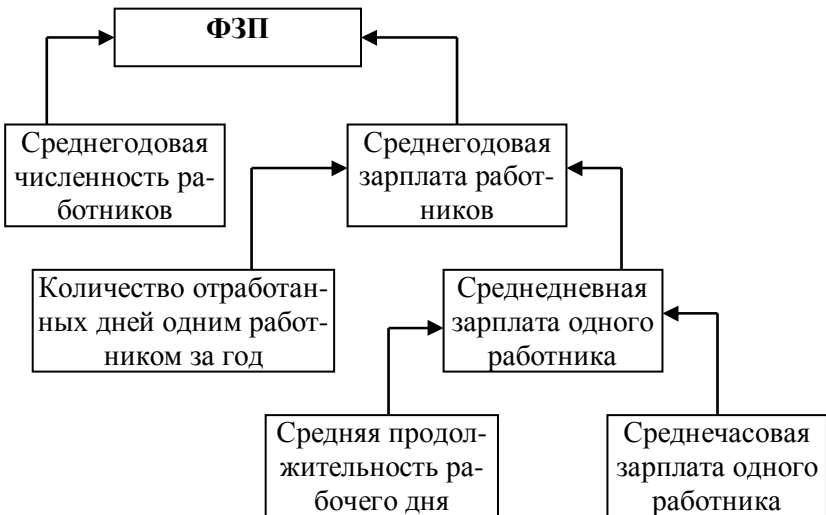 ФЗП
Среднегодовая
численность ра-
ботников
Среднегодовая
зарплата работ-
ников
Количество отработан-
ных дней одним работ-
ником за год
Среднедневная
зарплата одного
работника
Средняя продол-
жительность ра-
бочего дня
Среднечасовая
зарплата одного
работника